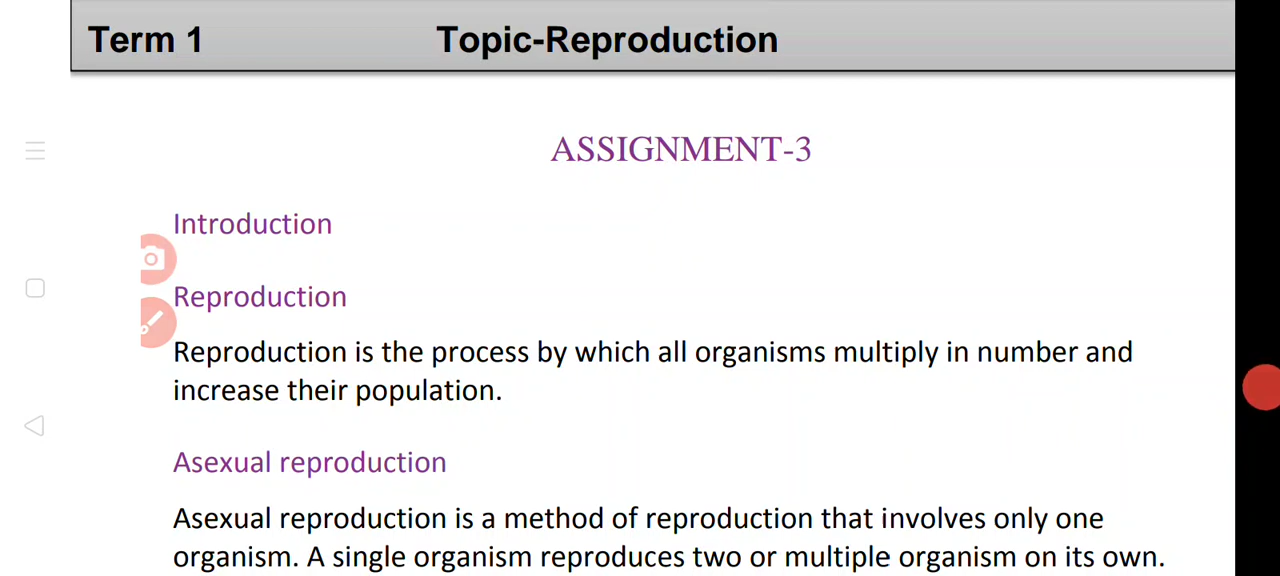 Term 1 Topic-Reproduction
ASSIGNMENT-3
Introduction
Reproduction
Reproduction is the process by which all organisms multiply in number and
increase their population.
Asexual reproduction
Asexual reproduction is a method of reproduction that involves only one
organism. A single organism reproduces two or multiple organism on its own.